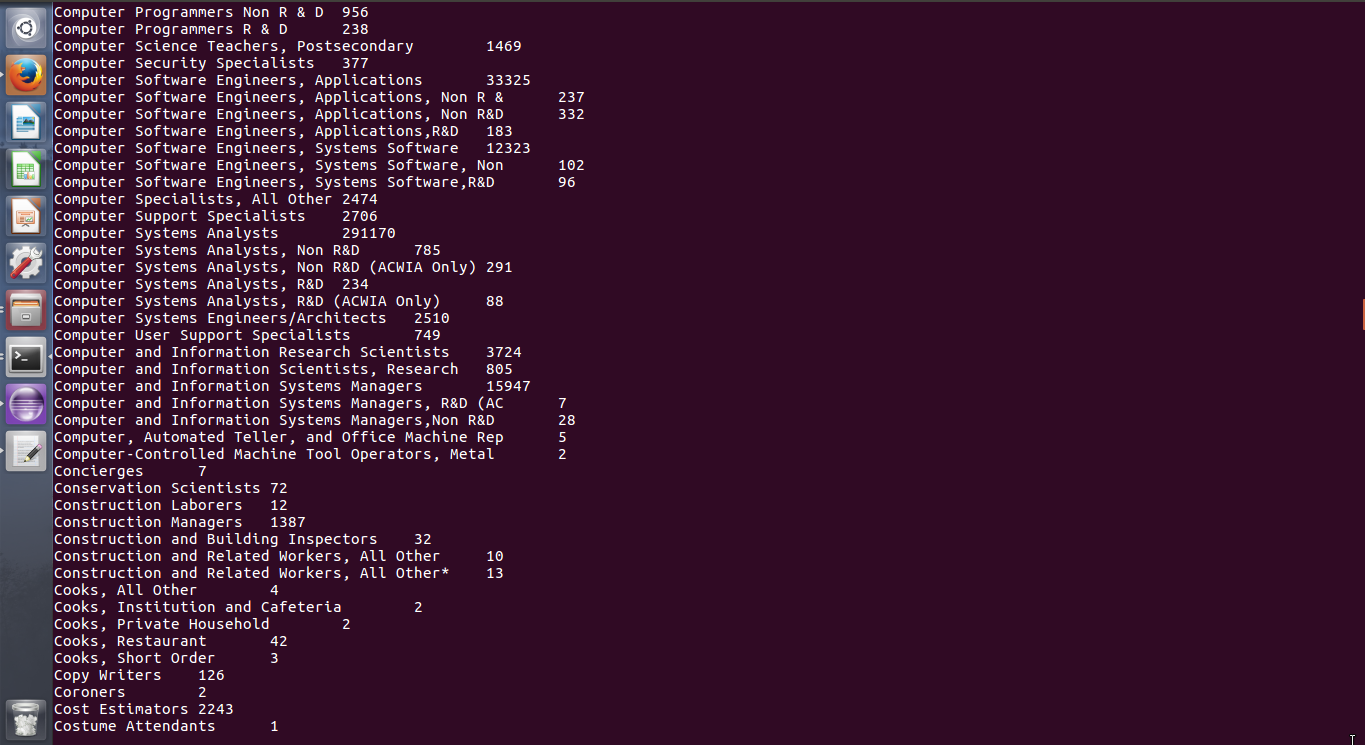 Computer Programmers Non R & D	956
Computer Programmers R & D	238
Computer Science Teachers, Postsecondary	1469
Computer Security Specialists	377
Computer Software Engineers, Applications	33325
Computer Software Engineers, Applications, Non R &	237
Computer Software Engineers, Applications, Non R&D	332
Computer Software Engineers, Applications,R&D	183
Computer Software Engineers, Systems Software	12323
Computer Software Engineers, Systems Software, Non	102
Computer Software Engineers, Systems Software,R&D	96
Computer Specialists, All Other	2474
Computer Support Specialists	2706
Computer Systems Analysts	291170
Computer Systems Analysts, Non R&D	785
Computer Systems Analysts, Non R&D (ACWIA Only)	291
Computer Systems Analysts, R&D	234
Computer Systems Analysts, R&D (ACWIA Only)	88
Computer Systems Engineers/Architects	2510
Computer User Support Specialists	749
Computer and Information Research Scientists	3724
Computer and Information Scientists, Research	805
Computer and Information Systems Managers	15947
Computer and Information Systems Managers, R&D (AC	7
Computer and Information Systems Managers,Non R&D	28
Computer, Automated Teller, and Office Machine Rep	5
Computer-Controlled Machine Tool Operators, Metal	2
Concierges	7
Conservation Scientists	72
Construction Laborers	12
Construction Managers	1387
Construction and Building Inspectors	32
Construction and Related Workers, All Other	10
Construction and Related Workers, All Other*	13
Cooks, All Other	4
Cooks, Institution and Cafeteria	2
Cooks, Private Household	2
Cooks, Restaurant	42
Cooks, Short Order	3
Copy Writers	126
Coroners	2
Cost Estimators	2243
Costume Attendants	1